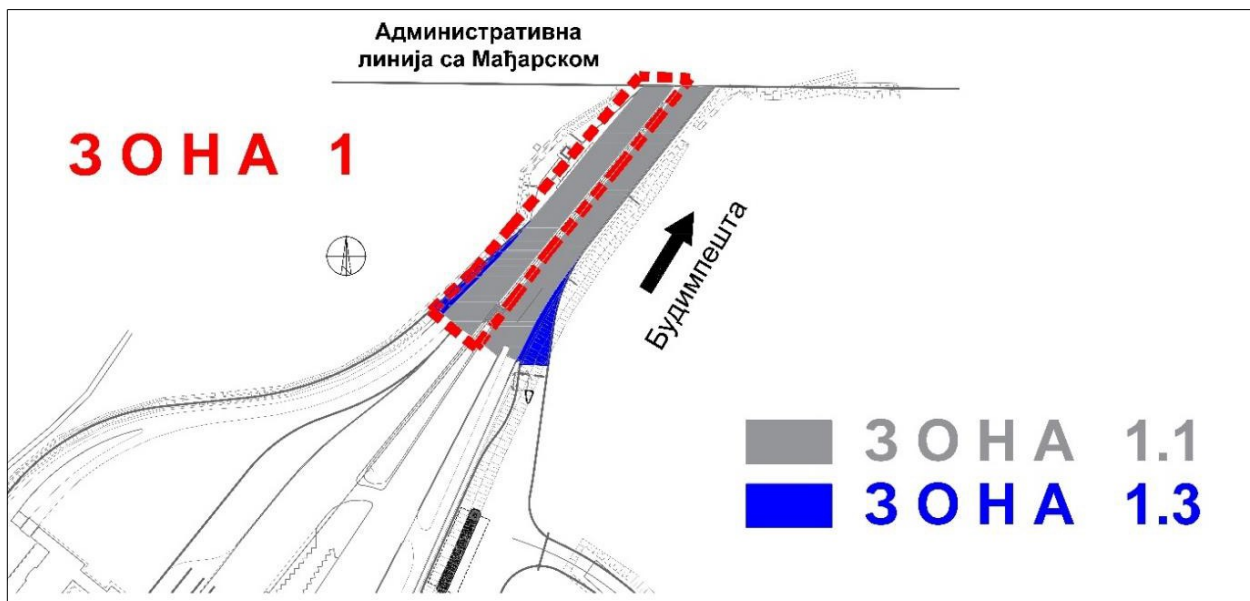 Административна
линија са Мађарском
ЗОНА 1
Будимпешта
ЗОНА 1.1
ЗОНА 1.3